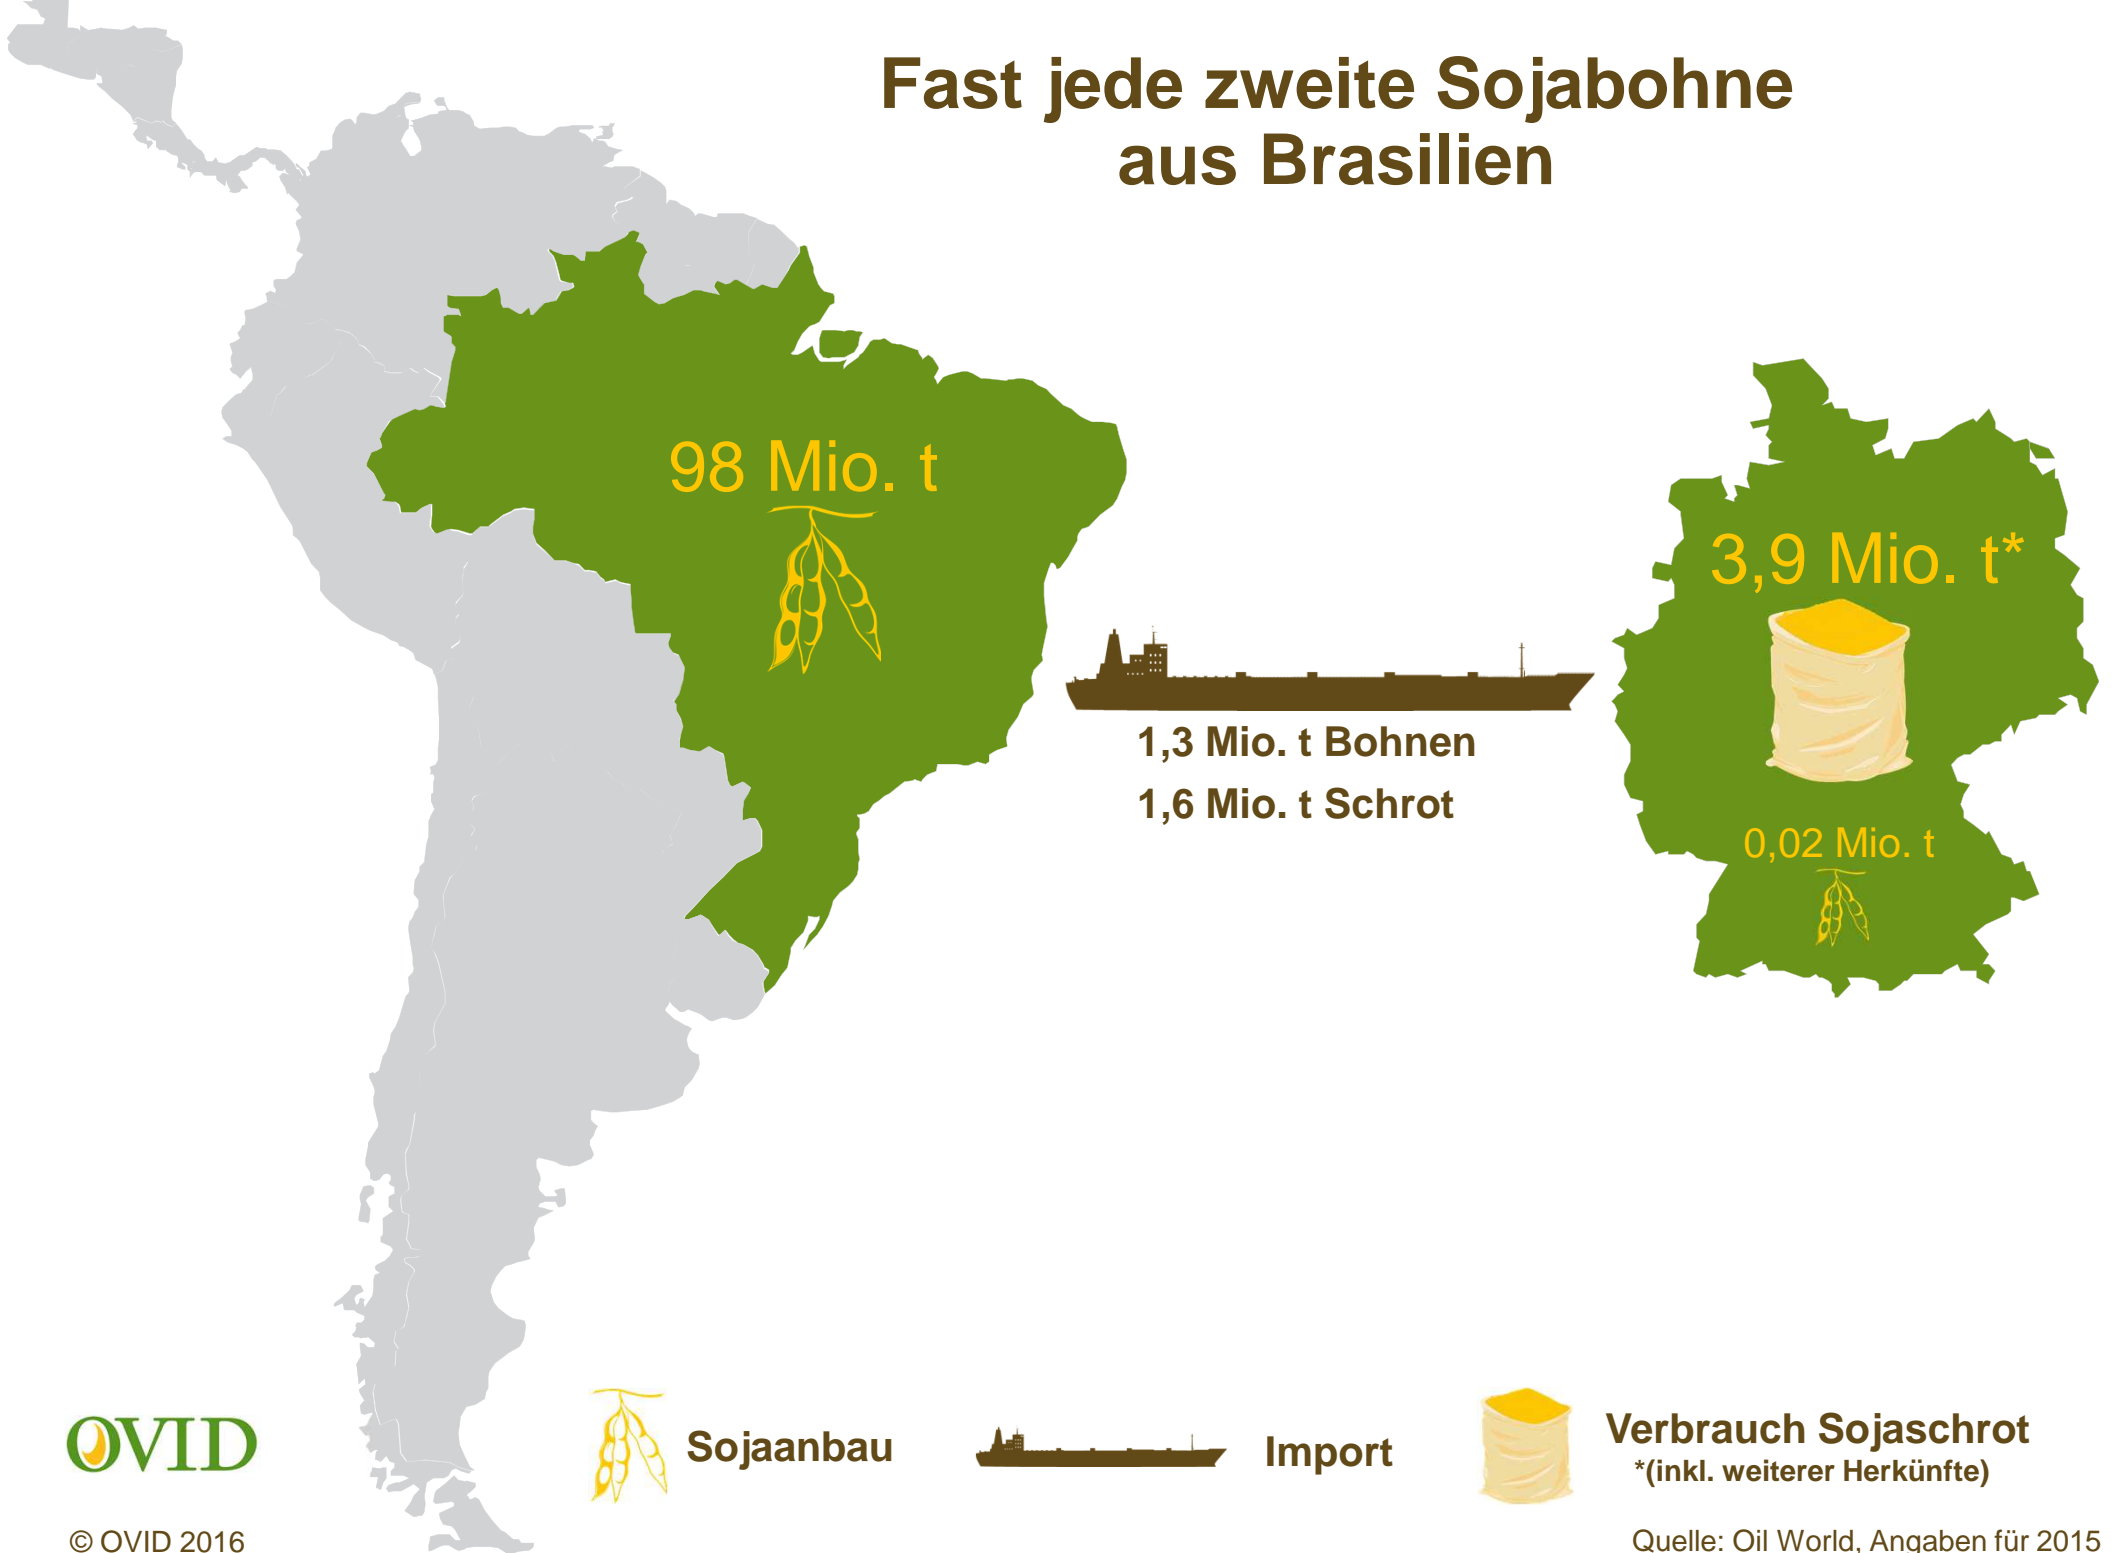 Fast jede zweite Sojabohne
aus Brasilien
98 Mio. t
3,9 Mio. t*
1,3 Mio. t Bohnen
1,6 Mio. t Schrot
0,02 Mio. t
OVID
Sojaanbau
Import
Verbrauch Sojaschrot
*(inkl. weiterer Herkünfte)
© OVID 2016
Quelle: Oil World, Angaben für 2015